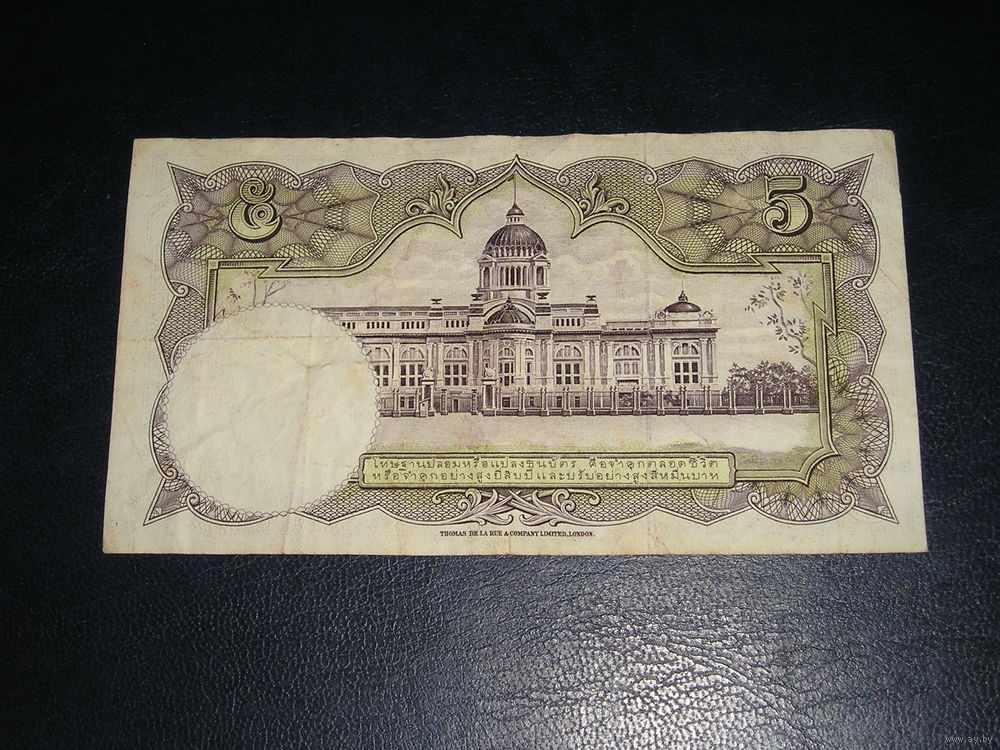 ๕
5
โทษฐานปลอมหรือแปลงธนบัตร คือจำคุกตลอดชีวิต
หรือจำคุกอย่างสูงยี่สิบปีและปรับอย่างสูงสี่หมื่นบาท
THOMAS DE LA RUE & COMPANY LIMITED, LONDON.
www.ay.by